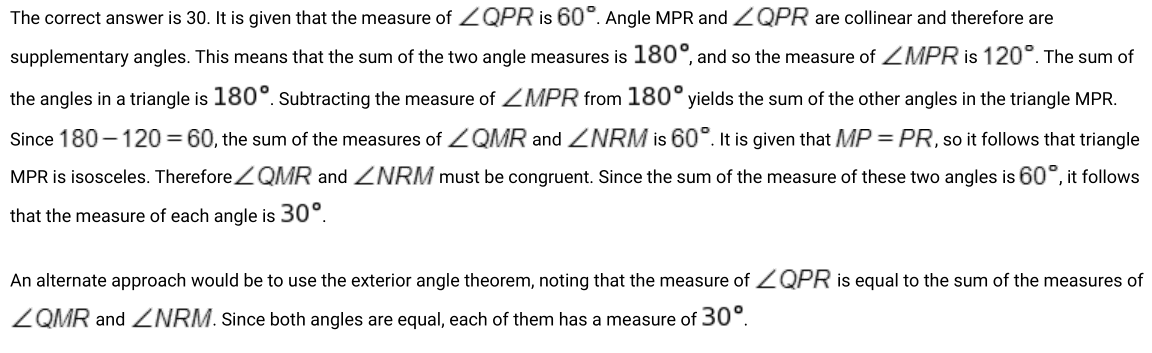 The correct answer is 30. It is given that the measure of ∠QPR is 60°. Angle MPR and ∠QPR are collinear and therefore are
supplementary angles. This means that the sum of the two angle measures is 180°, and so the measure of ∠MPR is 120°. The sum of
the angles in a triangle is 180°. Subtracting the measure of ∠MPR from 180° yields the sum of the other angles in the triangle MPR.
Since 180−120=60, the sum of the measures of ∠QMR and ∠NRM is 60°. It is given that MP = PR, so it follows that triangle
MPR is isosceles. Therefore∠QMR and ∠NRM must be congruent. Since the sum of the measure of these two angles is 60°, it follows
that the measure of each angle is 30°.
An alternate approach would be to use the exterior angle theorem, noting that the measure of ∠QPR is equal to the sum of the measures of
∠QMR and ∠NRM. Since both angles are equal, each of them has a measure of 30°.